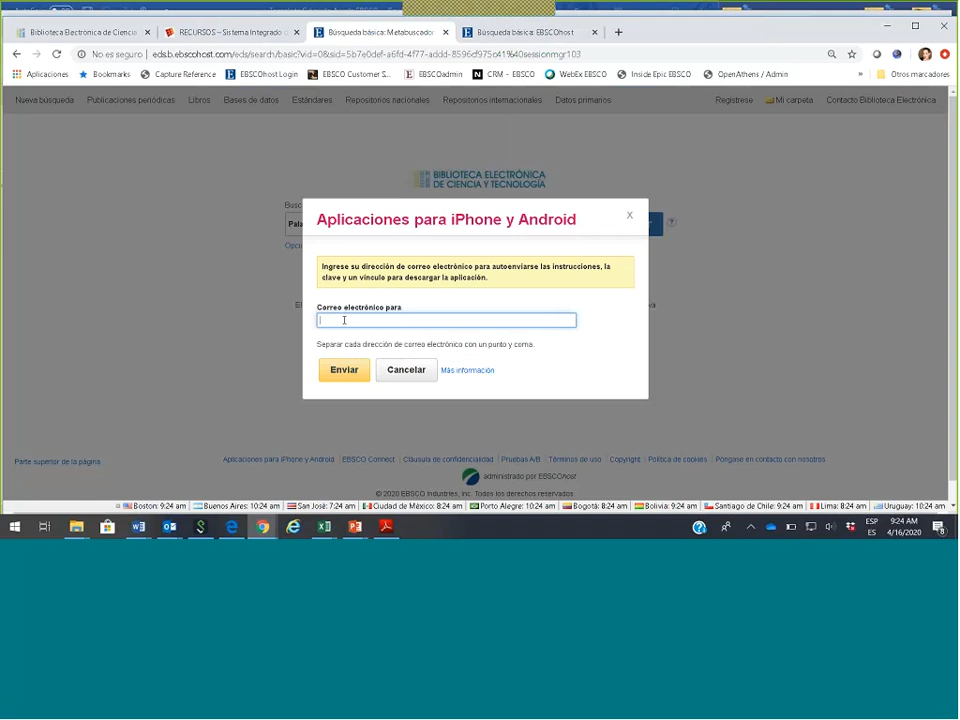 Biblioteca Electrónica de Ciencia
RECURSOS – Sistema Integrado
Búsqueda básica: Metabuscador
Búsqueda básica: EBSCOhost
No es seguro | eds.b.ebscohost.com/eds/search/basic?vid=0&sid=5b7e0def-a6fd-4f77-addd-8596cf975c41%40sessionmgr103
Aplicaciones
Bookmarks
Capture Reference
EBSCOhost Login
EBSCO Customer S...
EBSCOadmin
CRM - EBSCO
WebEx EBSCO
Inside Epic EBSCO
OpenAthens / Admin
»
Otros marcadores
Nueva búsqueda
Publicaciones periódicas
Libros
Bases de datos
Estándares
Repositorios nacionales
Repositorios internacionales
Datos primarios
Registrese
Mi carpeta
Contacto Biblioteca Electrónica
BIBLIOTECA ELECTRÓNICA
DE CIENCIA Y TECNOLOGÍA
Aplicaciones para iPhone y Android
X
Ingrese su dirección de correo electrónico para autoenviarse las instrucciones, la
clave y un vínculo para descargar la aplicación.
Correo electrónico para
Separar cada dirección de correo electrónico con un punto y coma.
Enviar
Cancelar
Más información
Parte superior de la página
Aplicaciones para iPhone y Android
EBSCO Connect
Cláusula de confidencialidad
Pruebas A/B
Términos de uso
Copyright
Política de cookies
Póngase en contacto con nosotros
administrado por EBSCOhost
© 2020 EBSCO Industries, Inc. Todos los derechos reservados.
Boston: 9:24 am
Buenos Aires: 10:24 am
San José: 7:24 am
Ciudad de México: 8:24 am
Porto Alegre: 10:24 am
Bogotá: 8:24 am
Bolivia: 9:24 am
Santiago de Chile: 9:24 am
Lima: 8:24 am
Uruguay: 10:24 am
ESP
ES
9:24 AM
4/16/2020